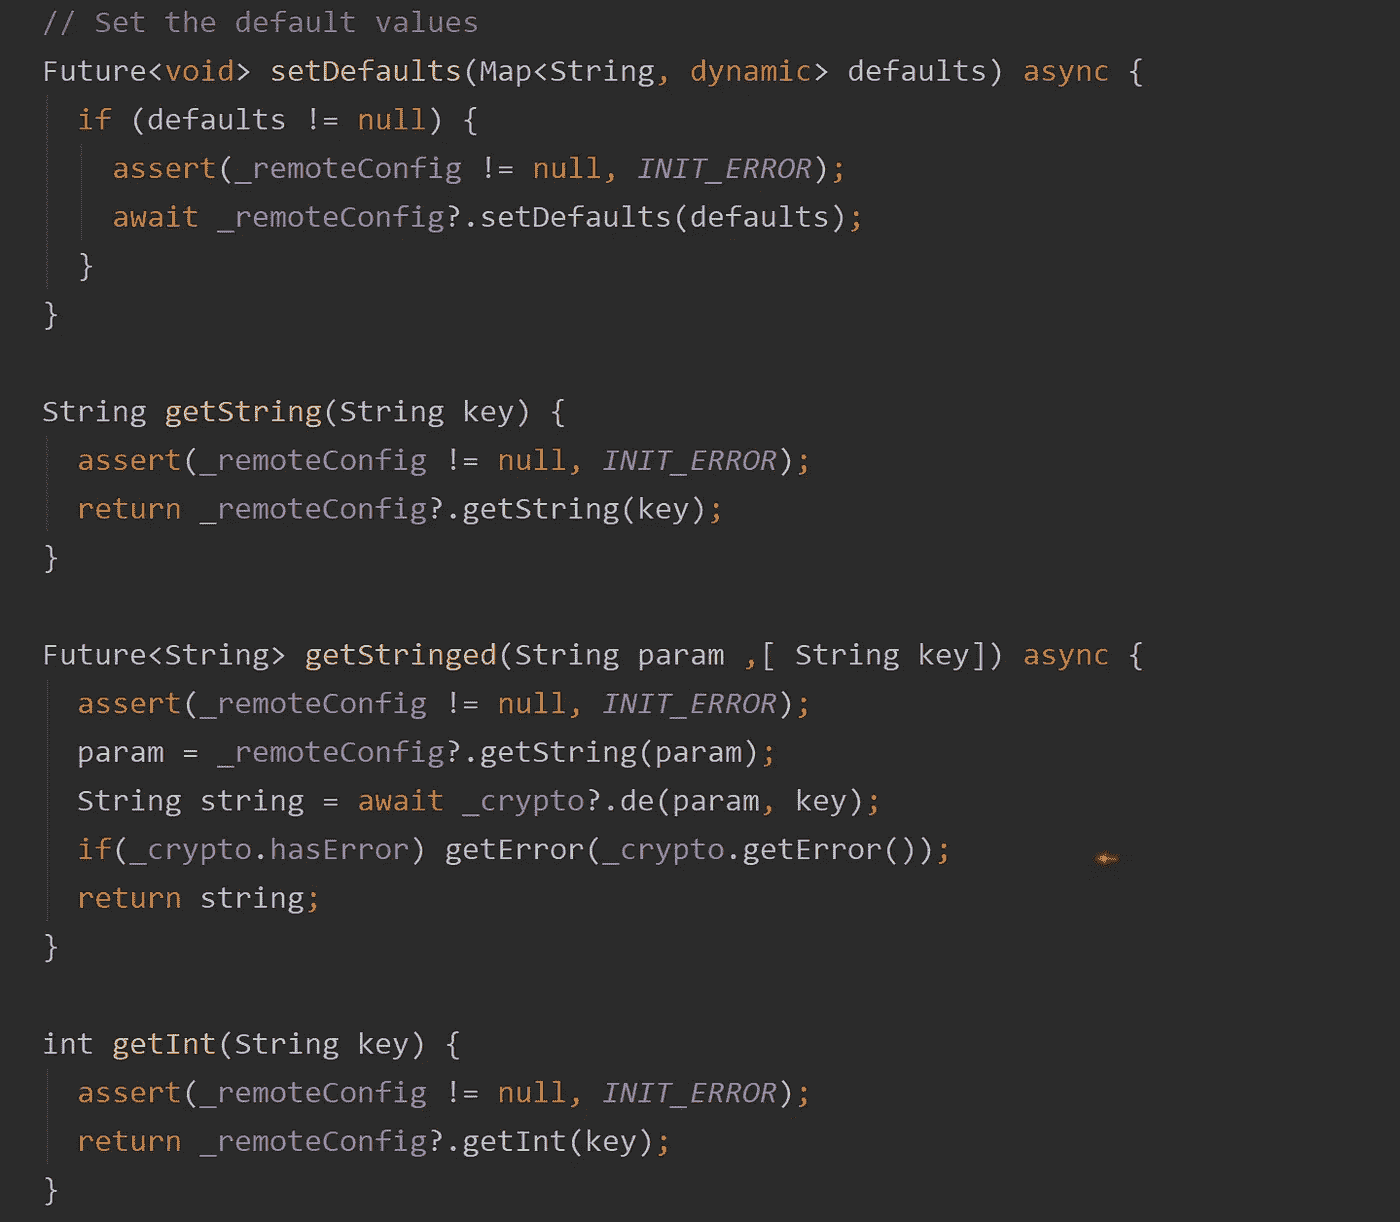 // Set the default values
Future<void> setDefaults(Map<String, dynamic> defaults) async {
  if (defaults != null) {
    assert(_remoteConfig != null, INIT_ERROR);
    await _remoteConfig?.setDefaults(defaults);
  }
}

String getString(String key) {
  assert(_remoteConfig != null, INIT_ERROR);
  return _remoteConfig?.getString(key);
}

Future<String> getStringed(String param ,[ String key]) async {
  assert(_remoteConfig != null, INIT_ERROR);
  param = _remoteConfig?.getString(param);
  String string = await _crypto?.de(param, key);
  if(_crypto.hasError) getError(_crypto.getError());
  return string;
}

int getInt(String key) {
  assert(_remoteConfig != null, INIT_ERROR);
  return _remoteConfig?.getInt(key);
}